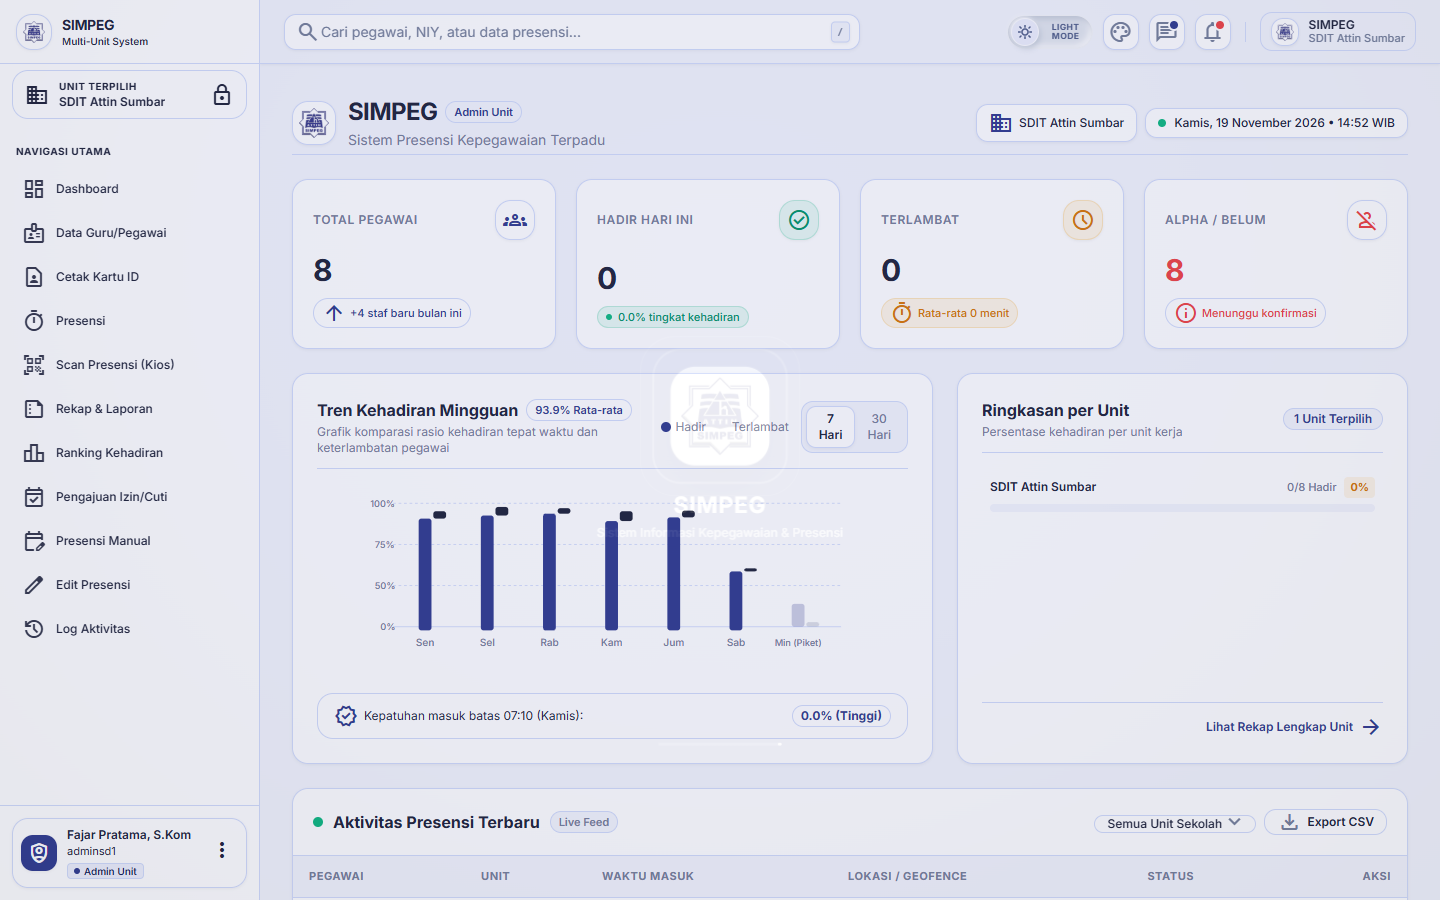 SIMPEG
Multi-Unit System
UNIT TERPILIH
SDIT Attin Sumbar
NAVIGASI UTAMA
Dashboard
Data Guru/Pegawai
Cetak Kartu ID
Presensi
Scan Presensi (Kios)
Rekap & Laporan
Ranking Kehadiran
Pengajuan Izin/Cuti
Presensi Manual
Edit Presensi
Log Aktivitas
Fajar Pratama, S.Kom
adminsd1
Admin Unit
Cari pegawai, NIY, atau data presensi...
/
LIGHT
MODE
SIMPEG
SDIT Attin Sumbar
SIMPEG Admin Unit
Sistem Presensi Kepegawaian Terpadu
SDIT Attin Sumbar
Kamis, 19 November 2026 • 14:52 WIB
TOTAL PEGAWAI
8
+4 staf baru bulan ini
HADIR HARI INI
0
0.0% tingkat kehadiran
TERLAMBAT
0
Rata-rata 0 menit
ALPHA / BELUM
8
Menunggu konfirmasi
Tren Kehadiran Mingguan 93.9% Rata-rata
Grafik komparasi rasio kehadiran tepat waktu dan
keterlambatan pegawai
Hadir Terlambat
7
Hari
30
Hari
SIMPEG
SIMPEG
Sistem Informasi Kepegawaian & Presensi
100%
75%
50%
0%
Sen Sel Rab Kam Jum Sab Min (Piket)
Kepatuhan masuk batas 07:10 (Kamis): 0.0% (Tinggi)
Ringkasan per Unit
Persentase kehadiran per unit kerja
1 Unit Terpilih
SDIT Attin Sumbar 0/8 Hadir 0%
Lihat Rekap Lengkap Unit
Aktivitas Presensi Terbaru Live Feed
Semua Unit Sekolah Export CSV
PEGAWAI UNIT WAKTU MASUK LOKASI / GEOFENCE STATUS AKSI